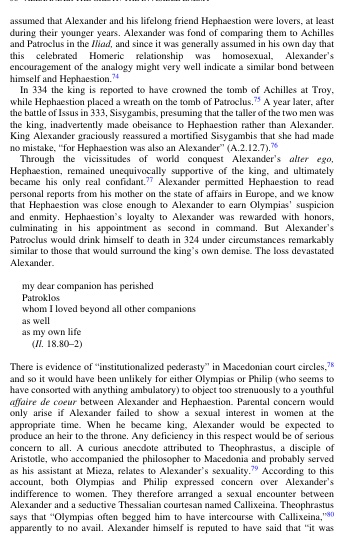 assumed that Alexander and his lifelong friend Hephaestion were lovers, at least
during their younger years. Alexander was fond of comparing them to Achilles
and Patroclus in the Iliad, and since it was generally assumed in his own day that
this celebrated Homeric relationship was homosexual, Alexander's
encouragement of the analogy might very well indicate a similar bond between
himself and Hephaestion.74
In 334 the king is reported to have crowned the tomb of Achilles at Troy,
while Hephaestion placed a wreath on the tomb of Patroclus.75 A year later, after
the battle of Issus in 333, Sisygambis, presuming that the taller of the two men was
the king, inadvertently made obeisance to Hephaestion rather than Alexander.
King Alexander graciously reassured a mortified Sisygambis that she had made
no mistake, “for Hephaestion was also an Alexander” (A.2.12.7).76
Through the vicissitudes of world conquest Alexander's alter ego,
Hephaestion, remained unequivocally supportive of the king, and ultimately
became his only real confidant.77 Alexander permitted Hephaestion to read
personal reports from his mother on the state of affairs in Europe, and we know
that Hephaestion was close enough to Alexander to earn Olympias' suspicion
and enmity. Hephaestion's loyalty to Alexander was rewarded with honors,
culminating in his appointment as second in command. But Alexander's
Patroclus would drink himself to death in 324 under circumstances remarkably
similar to those that would surround the king's own demise. The loss devastated
Alexander.
my dear companion has perished
Patroklos
whom I loved beyond all other companions
as well
as my own life
(Il. 18.80–2)
There is evidence of “institutionalized pederasty” in Macedonian court circles,78
and so it would have been unlikely for either Olympias or Philip (who seems to
have consorted with anything ambulatory) to object too strenuously to a youthful
affaire de coeur between Alexander and Hephaestion. Parental concern would
only arise if Alexander failed to show a sexual interest in women at the
appropriate time. When he became king, Alexander would be expected to
produce an heir to the throne. Any deficiency in this respect would be of serious
concern to all. A curious anecdote attributed to Theophrastus, a disciple of
Aristotle, who accompanied the philosopher to Macedonia and probably served
as his assistant at Mieza, relates to Alexander's sexuality.79 According to this
account, both Olympias and Philip expressed concern over Alexander's
indifference to women. They therefore arranged a sexual encounter between
Alexander and a seductive Thessalian courtesan named Callixeina. Theophrastus
says that “Olympias often begged him to have intercourse with Callixeina,”80
apparently to no avail. Alexander himself is reputed to have said that “it was